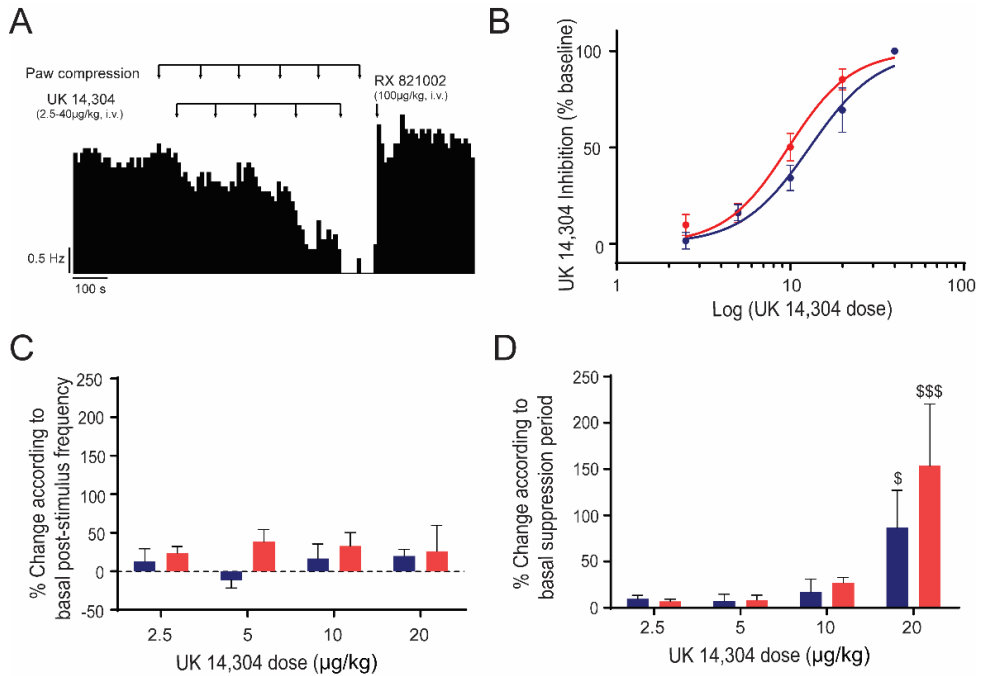 A
Paw compression
UK 14,304
(2.5-40µg/kg, i.v.)
RX 821002
(100µg/kg, i.v.)
0.5 Hz
100 s
B
UK 14,304 Inhibition (% baseline)
100
50
0
1
10
100
Log (UK 14,304 dose)
C
% Change according to
basal post-stimulus frequency
250
200
150
100
50
0
-50
2.5
5
10
20
UK 14,304 dose (µg/kg)
D
% Change according to
basal suppression period
250
200
150
100
50
0
$
$$$
2.5
5
10
20
UK 14,304 dose (µg/kg)